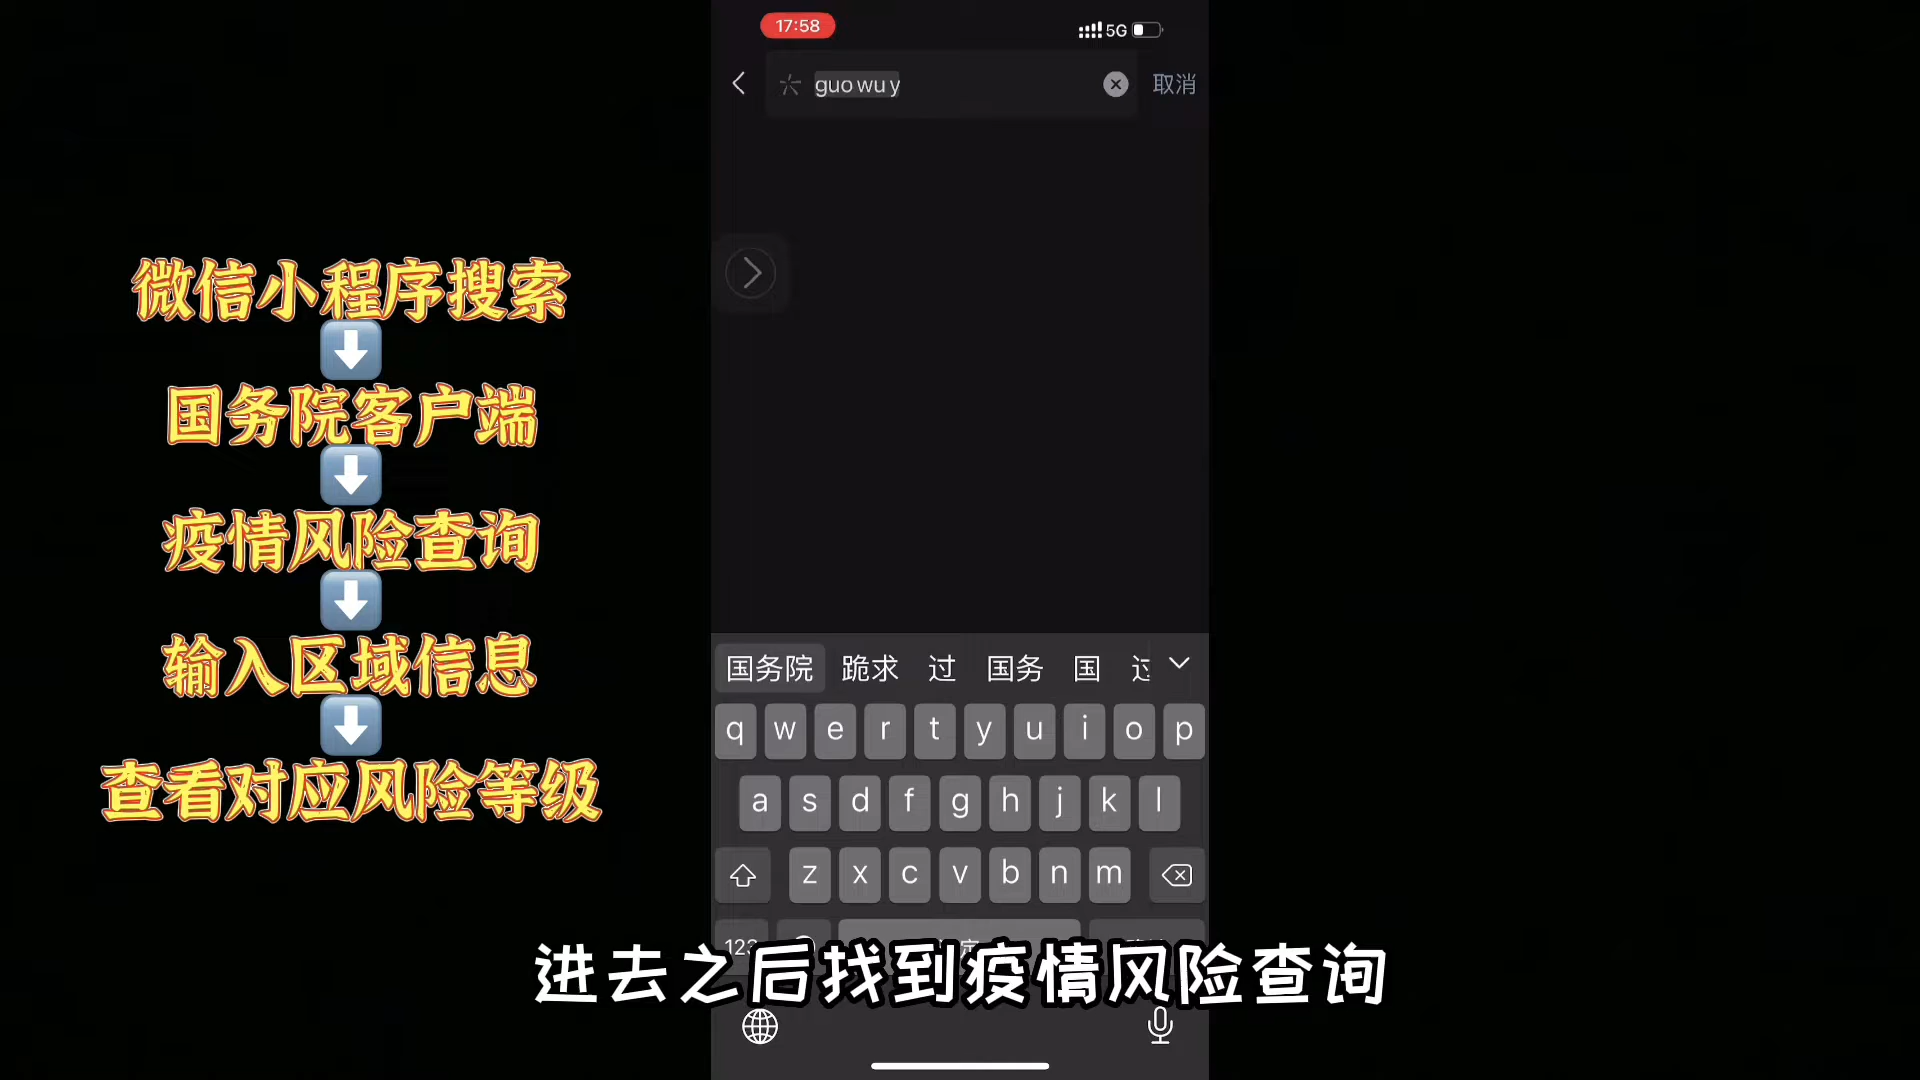 17:58
5G
guo wu y
取消
微信小程序搜索
国务院客户端
疫情风险查询
输入区域信息
查看对应风险等级
国务院 跪求 过 国务 国
q w e r t y u i o p
a s d f g h j k l
z x c v b n m
123
进去之后找到疫情风险查询